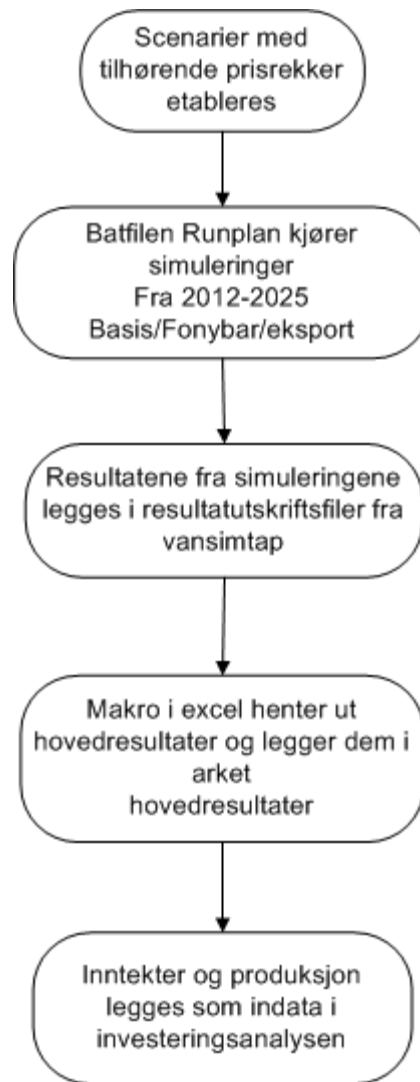 Scenarier med
tilhørende prisrekker
etableres
Batfilen Runplan kjører
simuleringer
Fra 2012-2025
Basis/Fonybar/eksport
Resultatene fra simuleringene
legges i resultatutskriftsfiler fra
vansimtap
Makro i excel henter ut
hovedresultater og legger dem i
arket
hovedresultater
Inntekter og produksjon
legges som indata i
investeringsanalysen